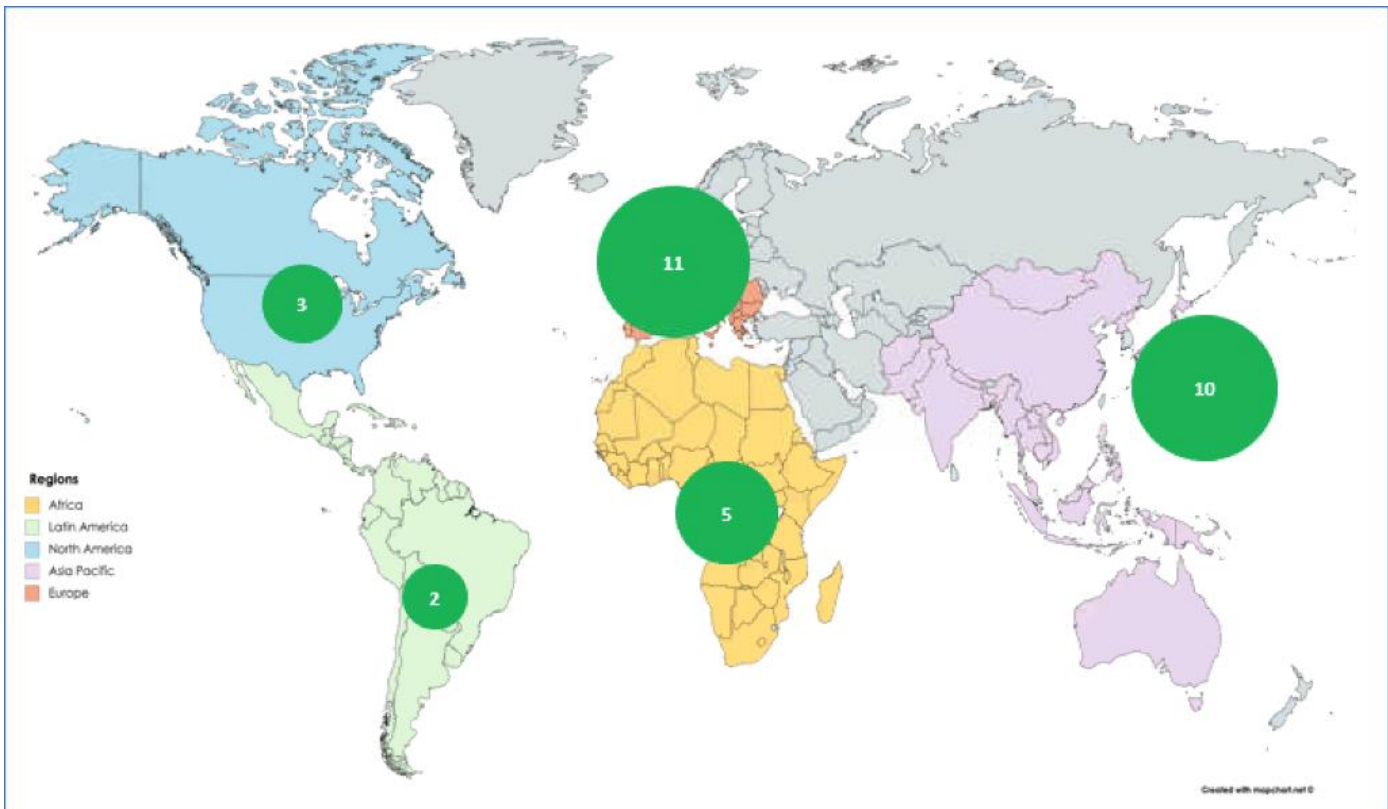 11
3
10
5
2
Regions
Africa
Latin America
North America
Asia Pacific
Europe
Created with mapchart.net ©